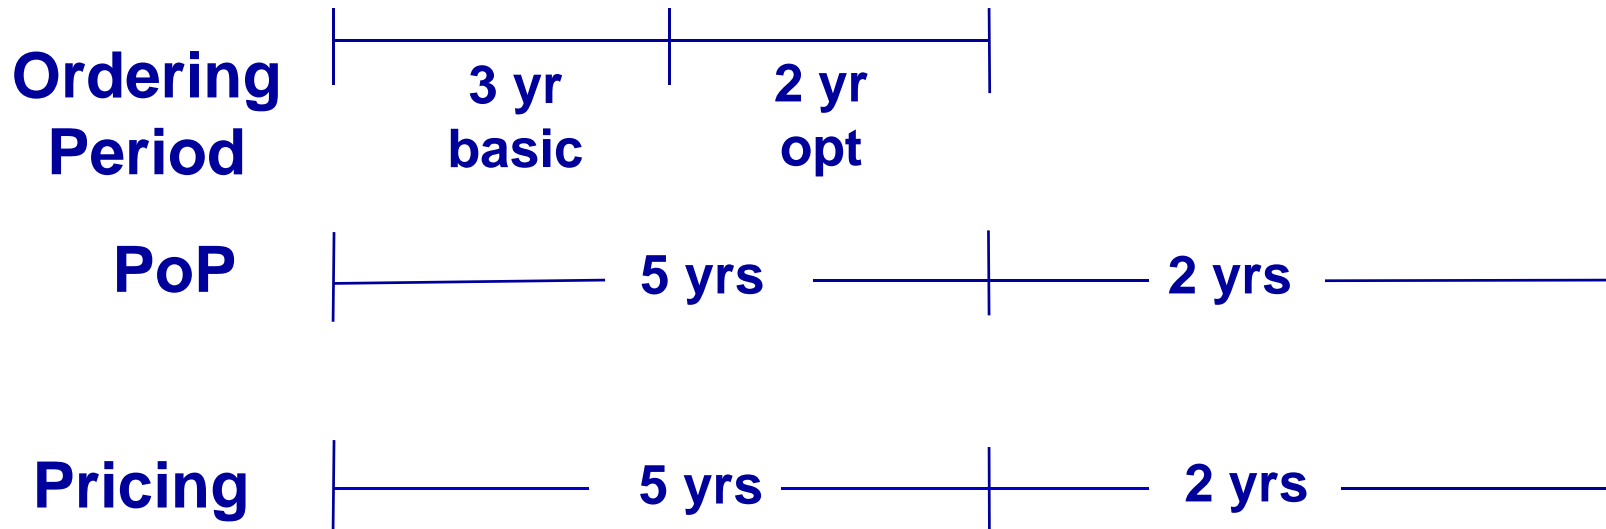 Ordering
Period
3 yr
basic
2 yr
opt
PoP
5 yrs
2 yrs
Pricing
5 yrs
2 yrs